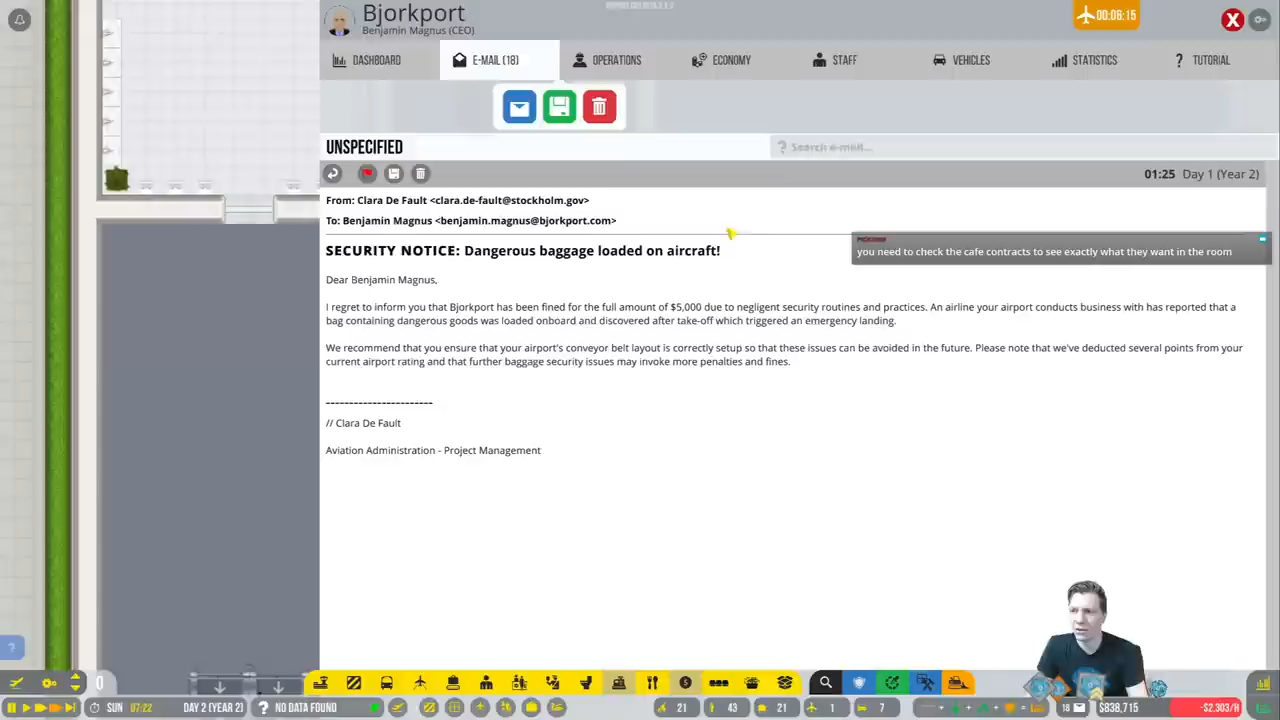 Bjorkport
Benjamin Magnus (CEO)
00:06:15
DASHBOARD
E-MAIL (18)
OPERATIONS
ECONOMY
STAFF
VEHICLES
STATISTICS
? TUTORIAL
UNSPECIFIED
? Search e-mail...
01:25 Day 1 (Year 2)
From: Clara De Fault <clara.de-fault@stockholm.gov>
To: Benjamin Magnus <benjamin.magnus@bjorkport.com>
SECURITY NOTICE: Dangerous baggage loaded on aircraft!
you need to check the cafe contracts to see exactly what they want in the room
Dear Benjamin Magnus,
I regret to inform you that Bjorkport has been fined for the full amount of $5,000 due to negligent security routines and practices. An airline your airport conducts business with has reported that a
bag containing dangerous goods was loaded onboard and discovered after take-off which triggered an emergency landing.
We recommend that you ensure that your airport's conveyor belt layout is correctly setup so that these issues can be avoided in the future. Please note that we've deducted several points from your
current airport rating and that further baggage security issues may invoke more penalties and fines.
------------------------
// Clara De Fault
Aviation Administration - Project Management
?
0
SUN 07:22
DAY 2 (YEAR 2)
? NO DATA FOUND
21
43
21
1
7
18
$838,715
-$2.303/H